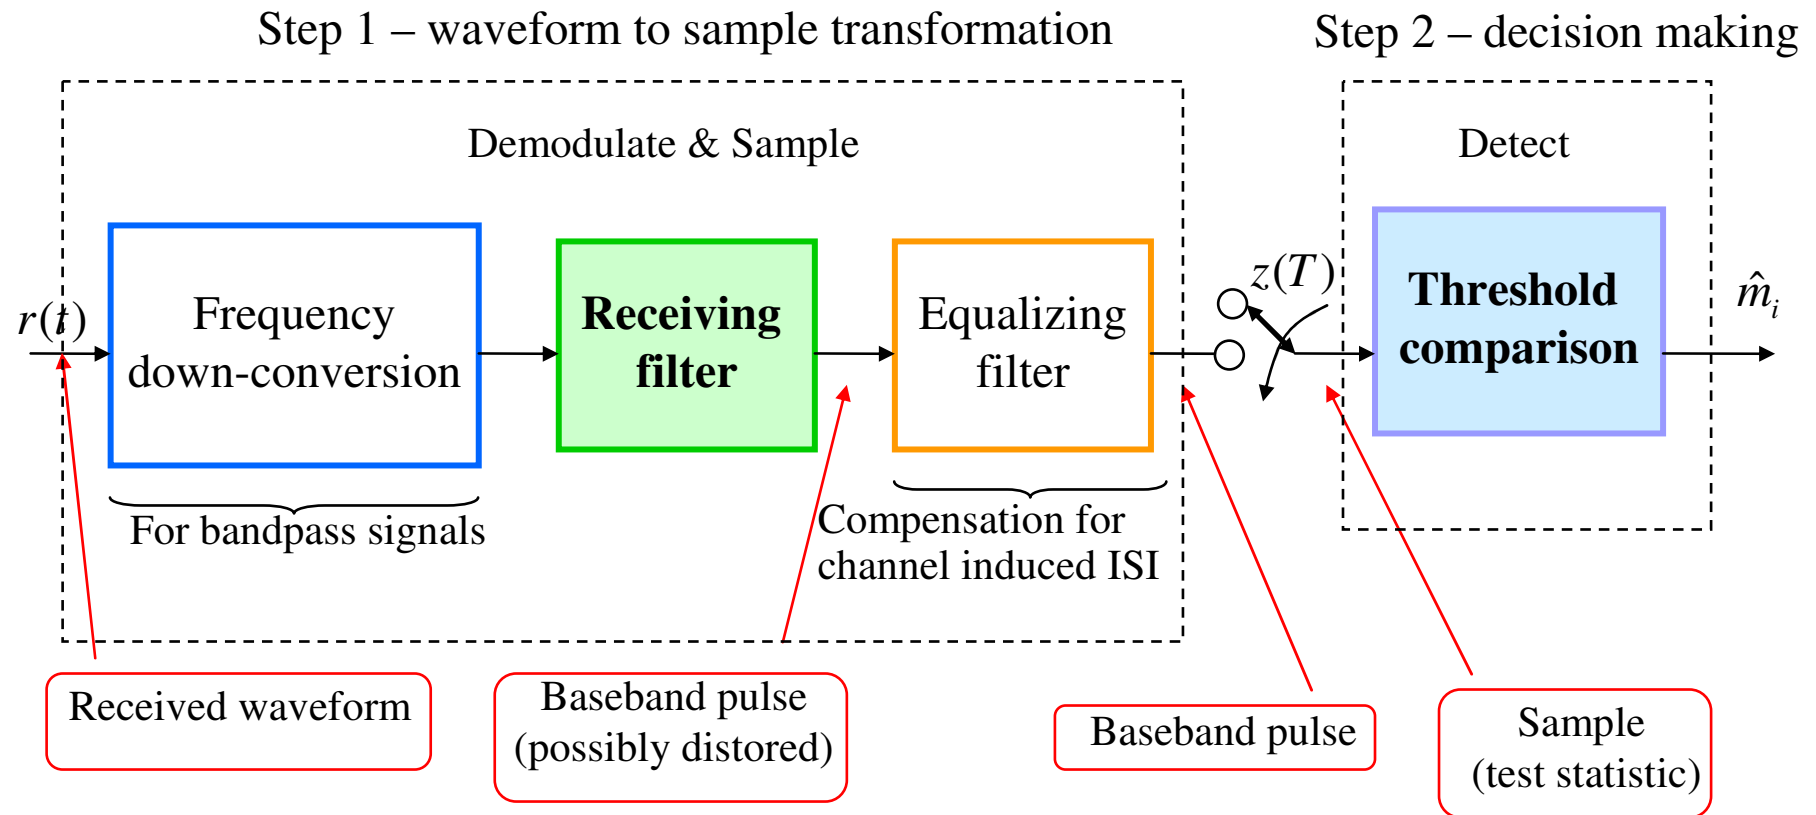 Step 1 – waveform to sample transformation
Step 2 – decision making
Demodulate & Sample
Detect
r(t)
Frequency
down-conversion
Receiving
filter
Equalizing
filter
z(T)
Threshold
comparison
m̂ᵢ
For bandpass signals
Compensation for
channel induced ISI
Received waveform
Baseband pulse
(possibly distored)
Baseband pulse
Sample
(test statistic)